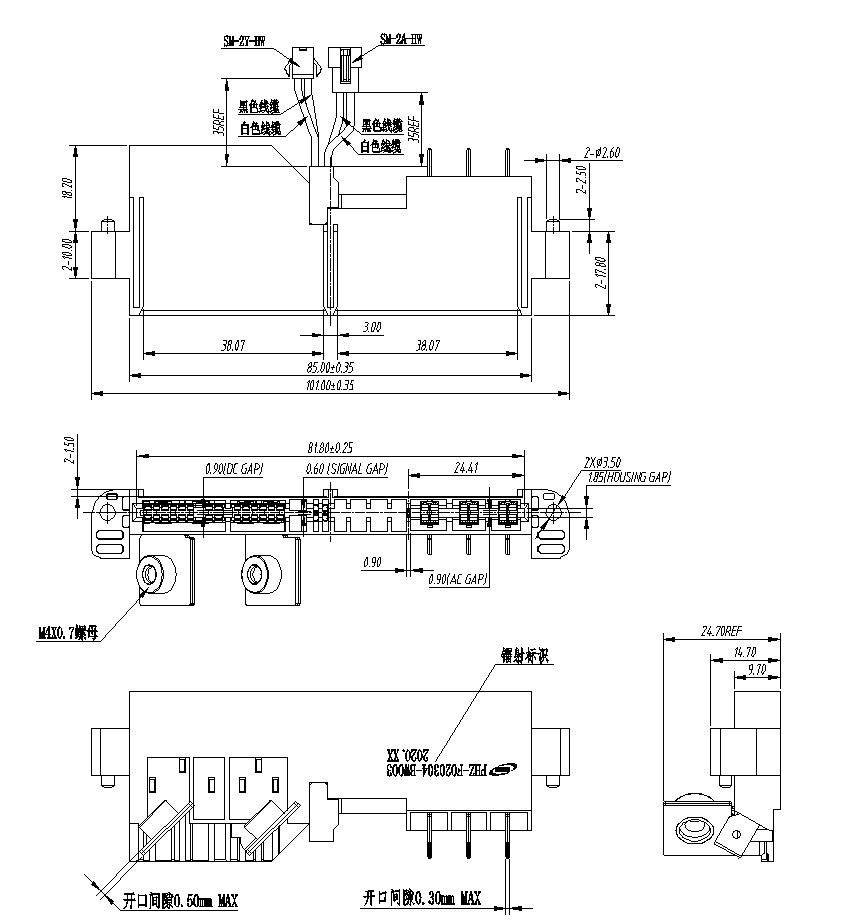 SM-2Y-HW
SM-2A-HW
35REF
黑色线缆
白色线缆
黑色线缆
白色线缆
35REF
2-Φ2.60
2-2.50
18.20
2-10.00
2-17.80
3.00
38.07
38.07
85.00±0.35
101.00±0.35
2-1.50
81.80±0.25
0.90(DC GAP)
0.60 (SIGNAL GAP)
24.41
2XΦ3.50
1.85(HOUSING GAP)
0.90
0.90(AC GAP)
M4X0.7螺母
镭射标识
24.70REF
14.70
9.70
PHZ-F020304-BW003
2020.XX
开口间隙0.50mm MAX
开口间隙0.30mm MAX